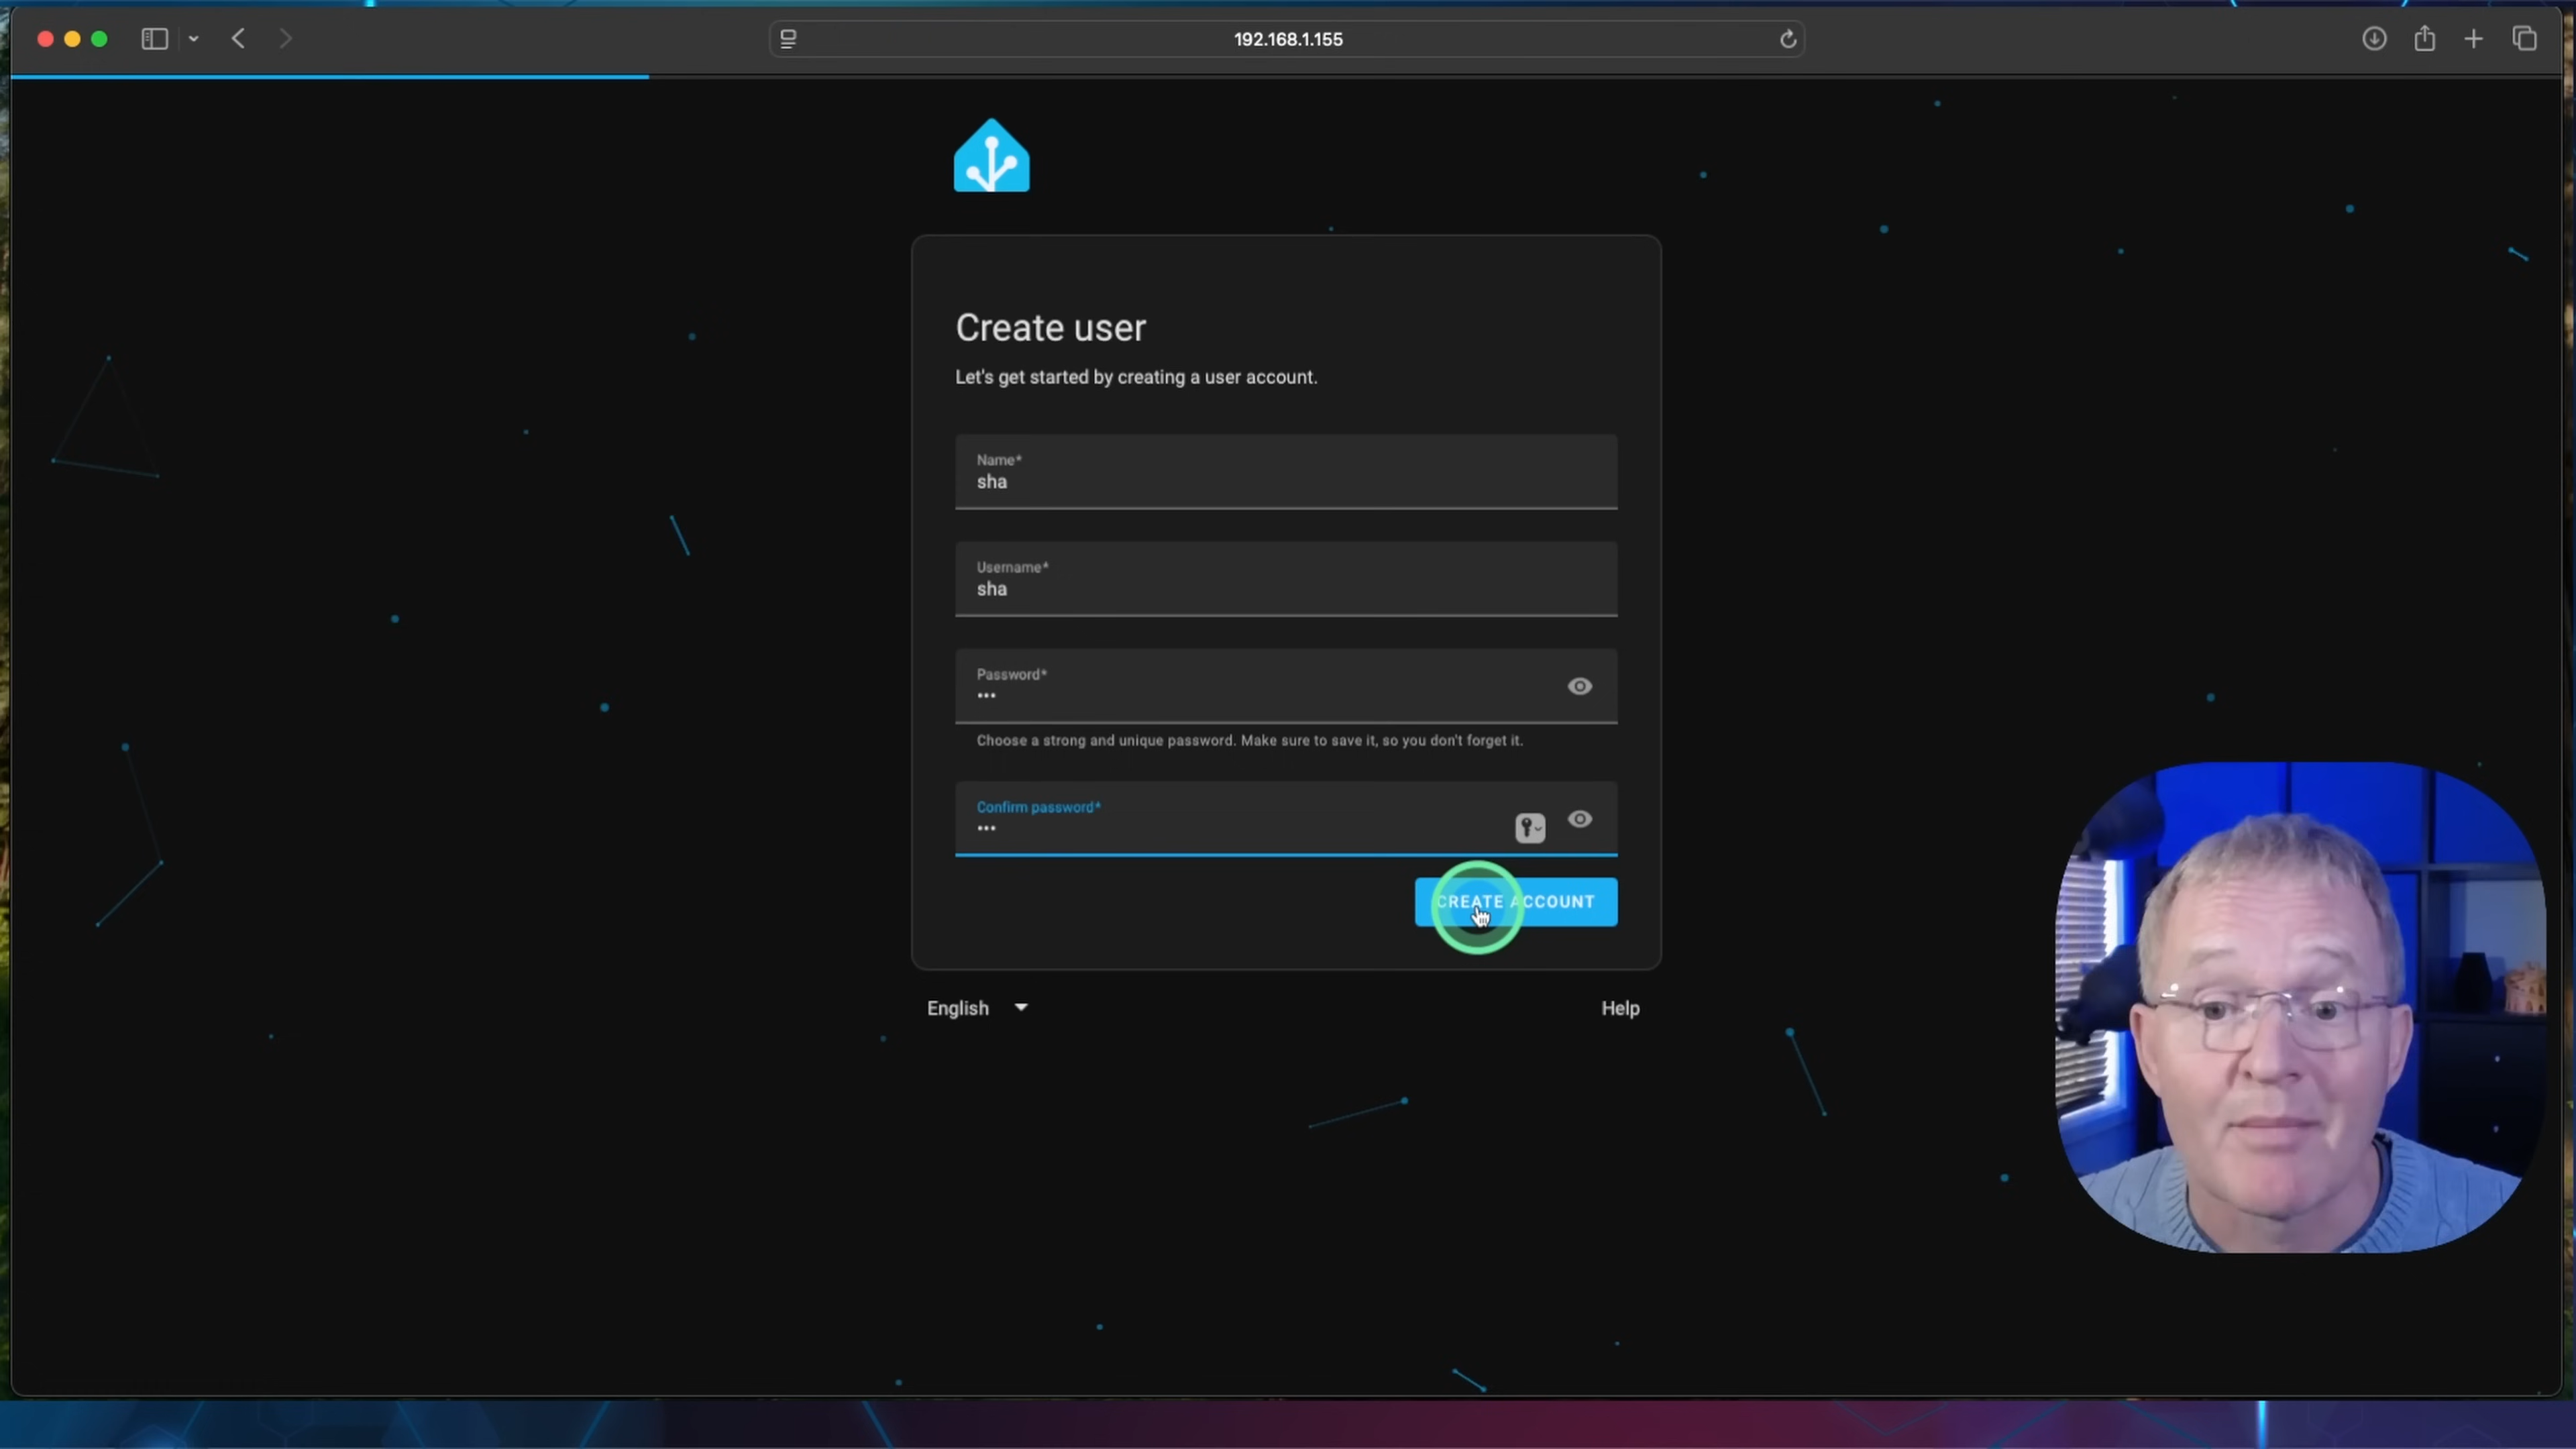 192.168.1.155
Create user
Let's get started by creating a user account.
Name*
sha
Username*
sha
Password*
•••
Choose a strong and unique password. Make sure to save it, so you don't forget it.
Confirm password*
•••
CREATE ACCOUNT
English
Help